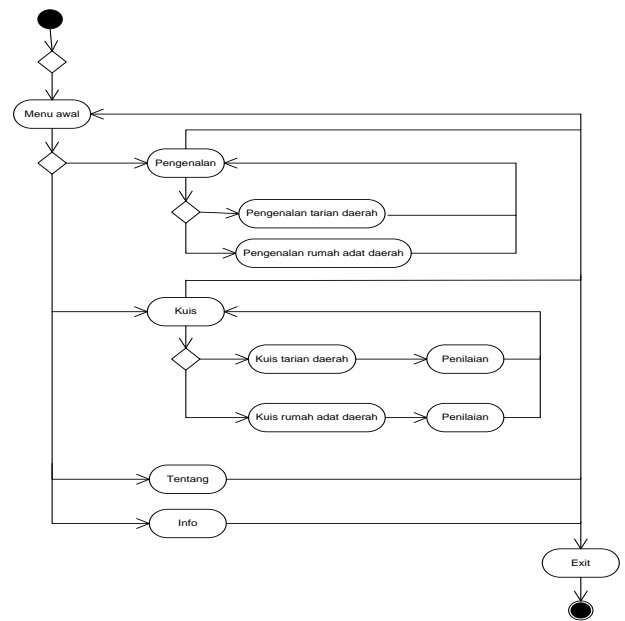 Menu awal
Pengenalan
Pengenalan tarian daerah
Pengenalan rumah adat daerah
Kuis
Kuis tarian daerah
Penilaian
Kuis rumah adat daerah
Penilaian
Tentang
Info
Exit